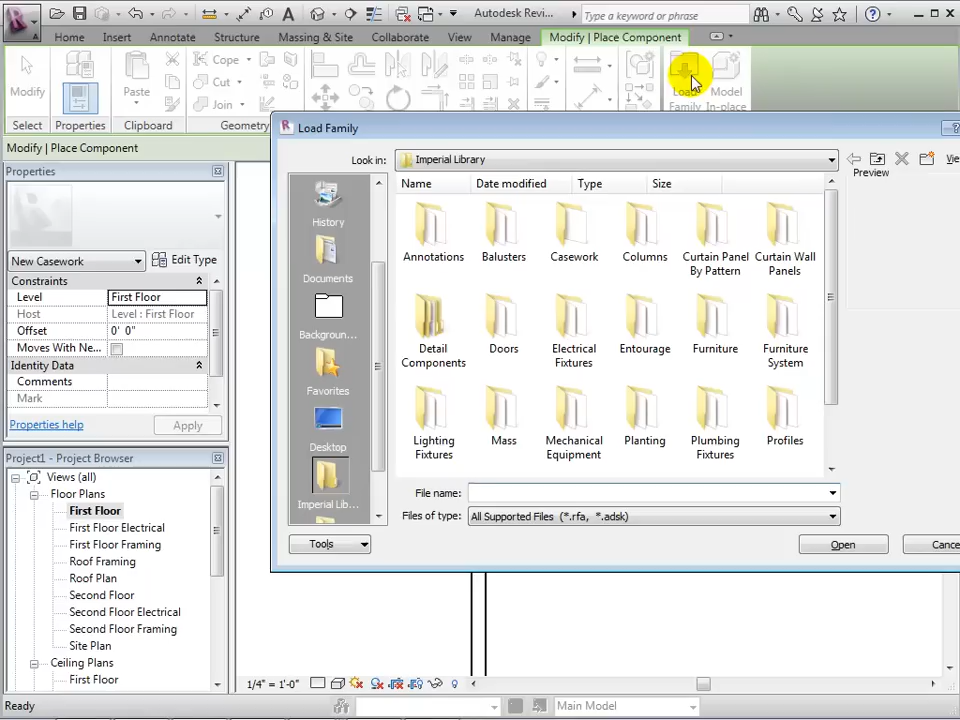 Autodesk Revi...
Type a keyword or phrase
Home Insert Annotate Structure Massing & Site Collaborate View Manage Modify | Place Component
Modify Paste Cope Cut Join
Load Family Model In-place
Select Properties Clipboard Geometry
Modify | Place Component
Properties
New Casework Edit Type
Constraints
Level First Floor
Host Level : First Floor
Offset 0' 0"
Moves With Ne...
Identity Data
Comments
Mark
Properties help Apply
Project1 - Project Browser
Views (all)
Floor Plans
First Floor
First Floor Electrical
First Floor Framing
Roof Framing
Roof Plan
Second Floor
Second Floor Electrical
Second Floor Framing
Site Plan
Ceiling Plans
First Floor
Load Family
Look in: Imperial Library
Vie
Preview
Name Date modified Type Size
History
Documents
Backgroun...
Favorites
Desktop
Imperial Lib...
Annotations Balusters Casework Columns Curtain Panel By Pattern Curtain Wall Panels
Detail Components Doors Electrical Fixtures Entourage Furniture Furniture System
Lighting Fixtures Mass Mechanical Equipment Planting Plumbing Fixtures Profiles
File name:
Files of type: All Supported Files (*.rfa, *.adsk)
Tools Open Cance
1/4" = 1'-0"
Ready Main Model